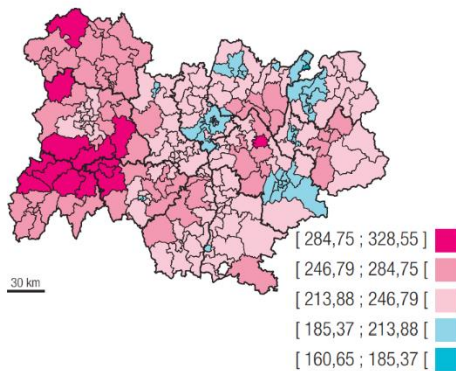 30 km
[ 284,75 ; 328,55 ]
[ 246,79 ; 284,75 [
[ 213,88 ; 246,79 [
[ 185,37 ; 213,88 [
[ 160,65 ; 185,37 [